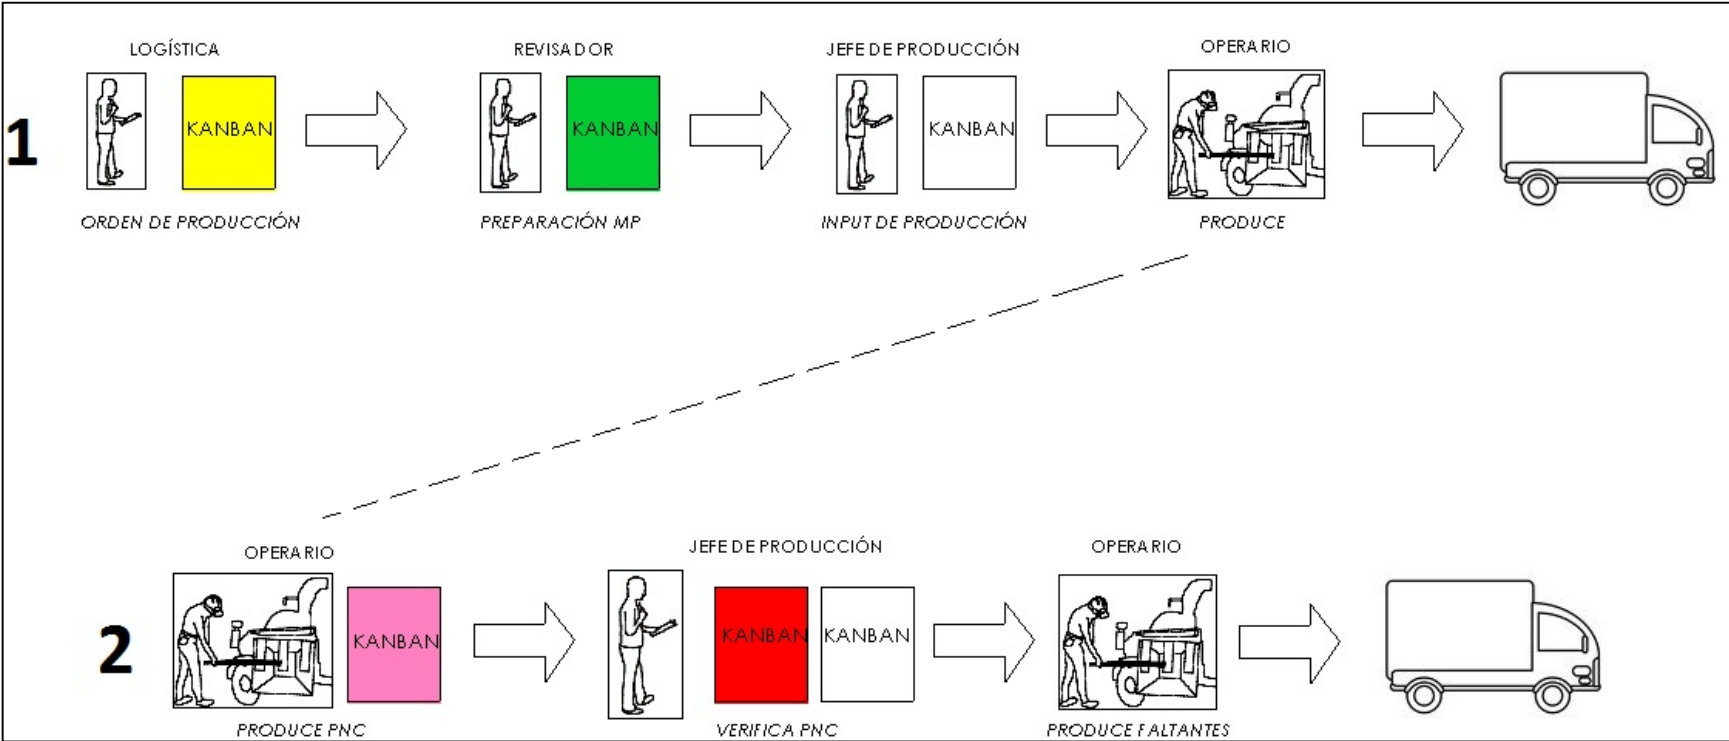 LOGÍSTICA
REVISADOR
JEFE DE PRODUCCIÓN
OPERARIO
1
KANBAN
KANBAN
KANBAN
ORDEN DE PRODUCCIÓN
PREPARACIÓN MP
INPUT DE PRODUCCIÓN
PRODUCE
OPERARIO
JEFE DE PRODUCCIÓN
OPERARIO
2
KANBAN
KANBAN
KANBAN
PRODUCE PNC
VERIFICA PNC
PRODUCE FALTANTES